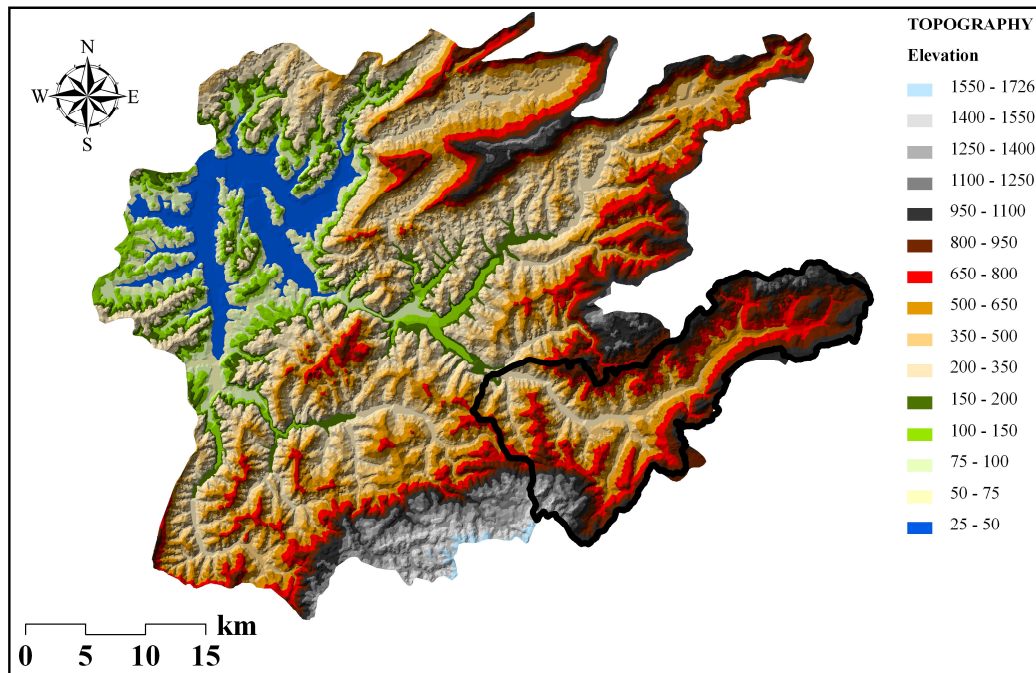 TOPOGRAPHY
Elevation
N
W E
S
1550 - 1726
1400 - 1550
1250 - 1400
1100 - 1250
950 - 1100
800 - 950
650 - 800
500 - 650
350 - 500
200 - 350
150 - 200
100 - 150
75 - 100
50 - 75
25 - 50
km
0 5 10 15